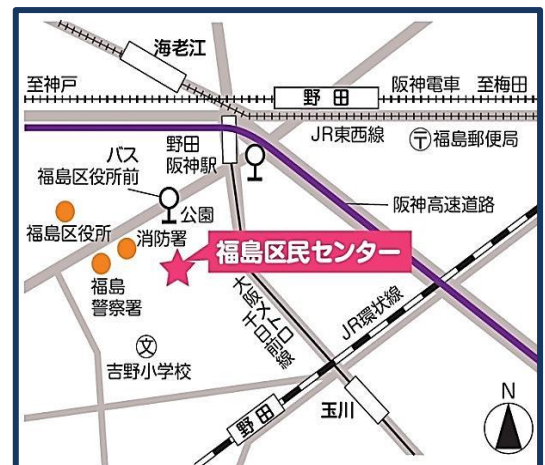 海老江
至神戸
野田
阪神電車
至梅田
JR東西線
〒福島郵便局
野田
阪神駅
バス
福島区役所前
公園
阪神高速道路
福島区役所
消防署
福島区民センター
福島
警察署
大阪メトロ
千日前線
JR環状線
文
吉野小学校
玉川
野田
N